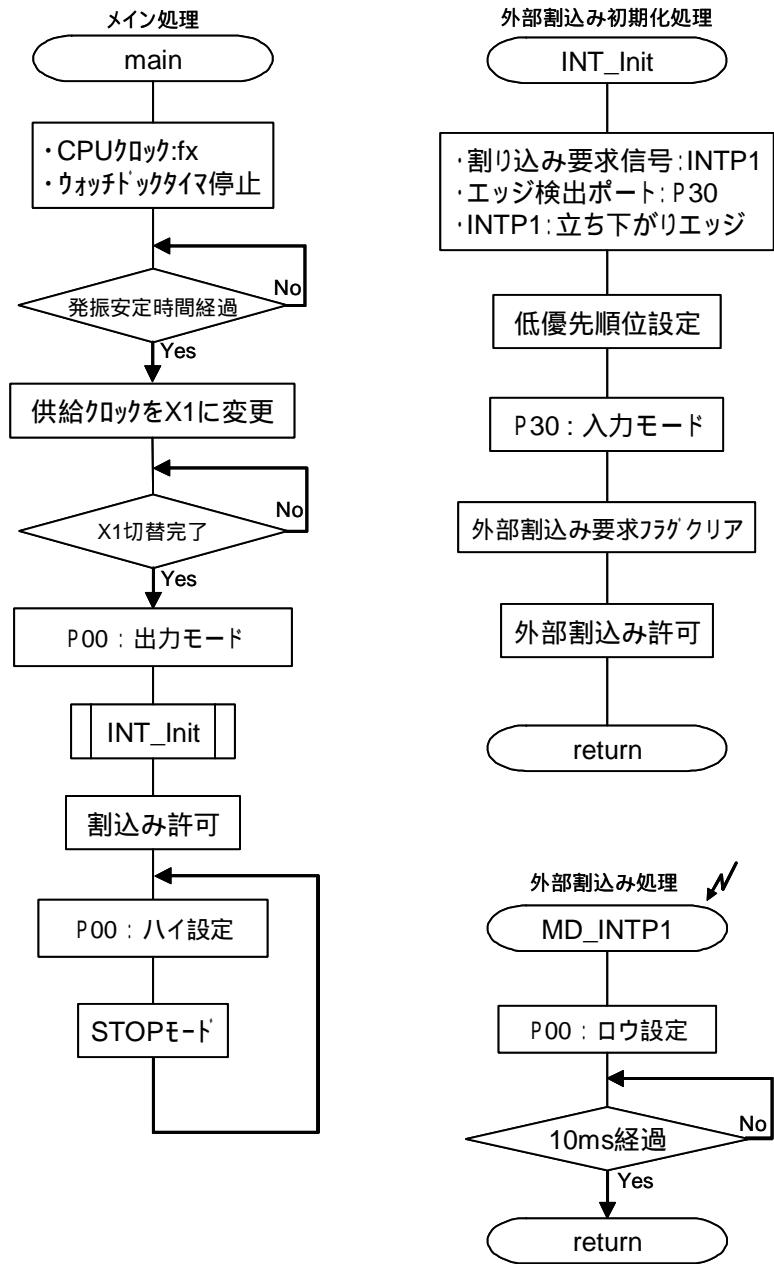 メイン処理
main
・CPUクロック:fx
・ウォッチドックタイマ停止
No
発振安定時間経過
Yes
供給クロックをX1に変更
No
X1切替完了
Yes
P00：出力モード
INT_Init
割込み許可
P00：ハイ設定
STOPモード
外部割込み初期化処理
INT_Init
・割り込み要求信号:INTP1
・エッジ検出ポート:P30
・INTP1:立ち下がりエッジ
低優先順位設定
P30：入力モード
外部割込み要求フラグクリア
外部割込み許可
return
外部割込み処理
MD_INTP1
P00：ロウ設定
No
10ms経過
Yes
return